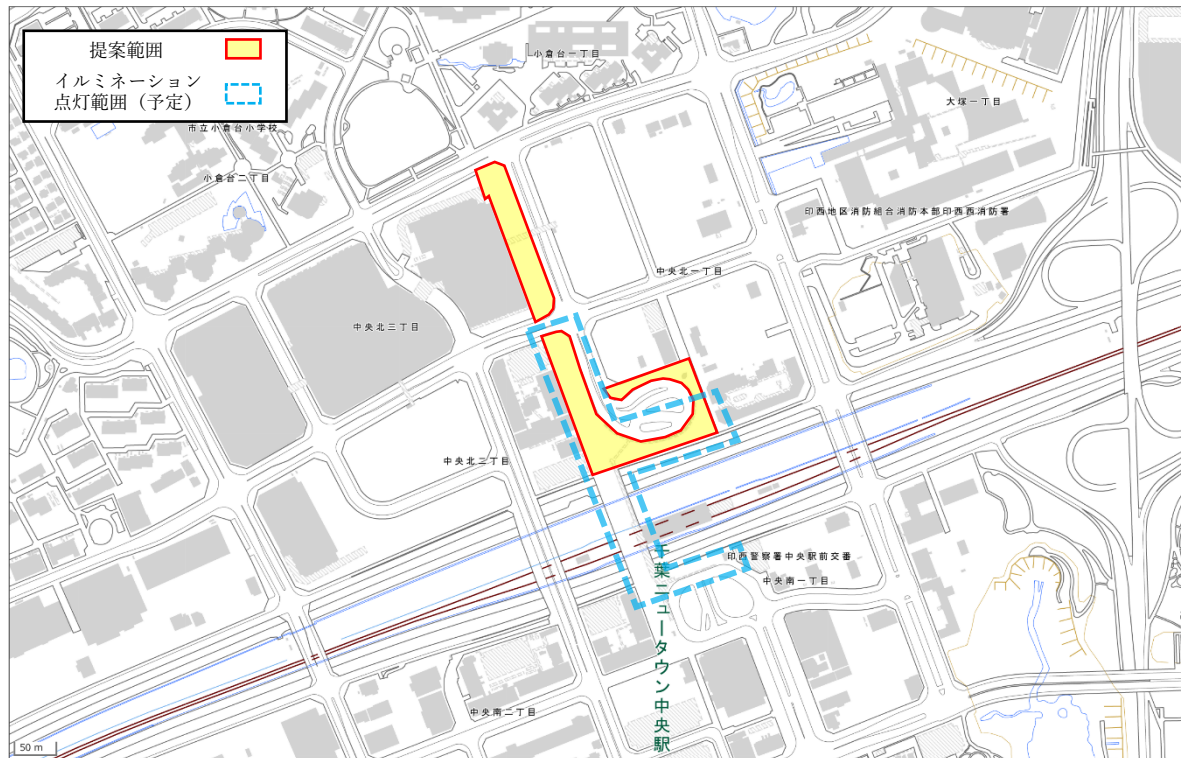 提案範囲
イルミネーション
点灯範囲（予定）
小倉台一丁目
大塚一丁目
市立小倉台小学校
小倉台二丁目
印西地区消防組合消防本部印西西消防署
中央北一丁目
中央北三丁目
中央北二丁目
印西警察署中央駅前交番
中央南一丁目
千葉ニュータウン中央駅
中央南二丁目
50 m